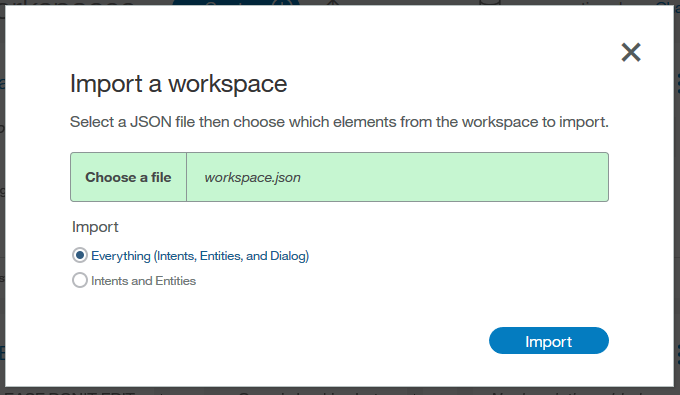 Import a workspace
Select a JSON file then choose which elements from the workspace to import.
Choose a file workspace.json
Import
Everything (Intents, Entities, and Dialog)
Intents and Entities
Import